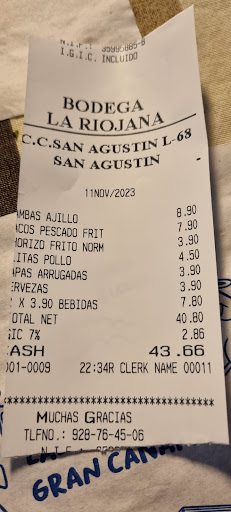 N.I.F.:
I.G.I.C. INCLUIDO
BODEGA
LA RIOJANA
C.C.SAN AGUSTIN L-68
SAN AGUSTIN -
11NOV/2023
AMBAS AJILLO 8.90
ACOS PESCADO FRIT 7.90
HORIZO FRITO NORM 3.90
LITAS POLLO 4.50
APAS ARRUGADAS 3.90
ERVEZAS 3.90
X 3.90 BEBIDAS 7.80
OTAL NET 40.80
GIC 7% 2.86
CASH 43.66
001-0009 22:34R CLERK NAME 00011
MUCHAS GRACIAS
TLFNO.: 928-76-45-06
N.I.F.:
GRAN CANA